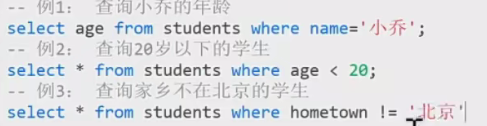 -- 例1： 查询小乔的年龄
select age from students where name='小乔';
-- 例2： 查询20岁以下的学生
select * from students where age < 20;
-- 例3： 查询家乡不在北京的学生
select * from students where hometown != '北京'